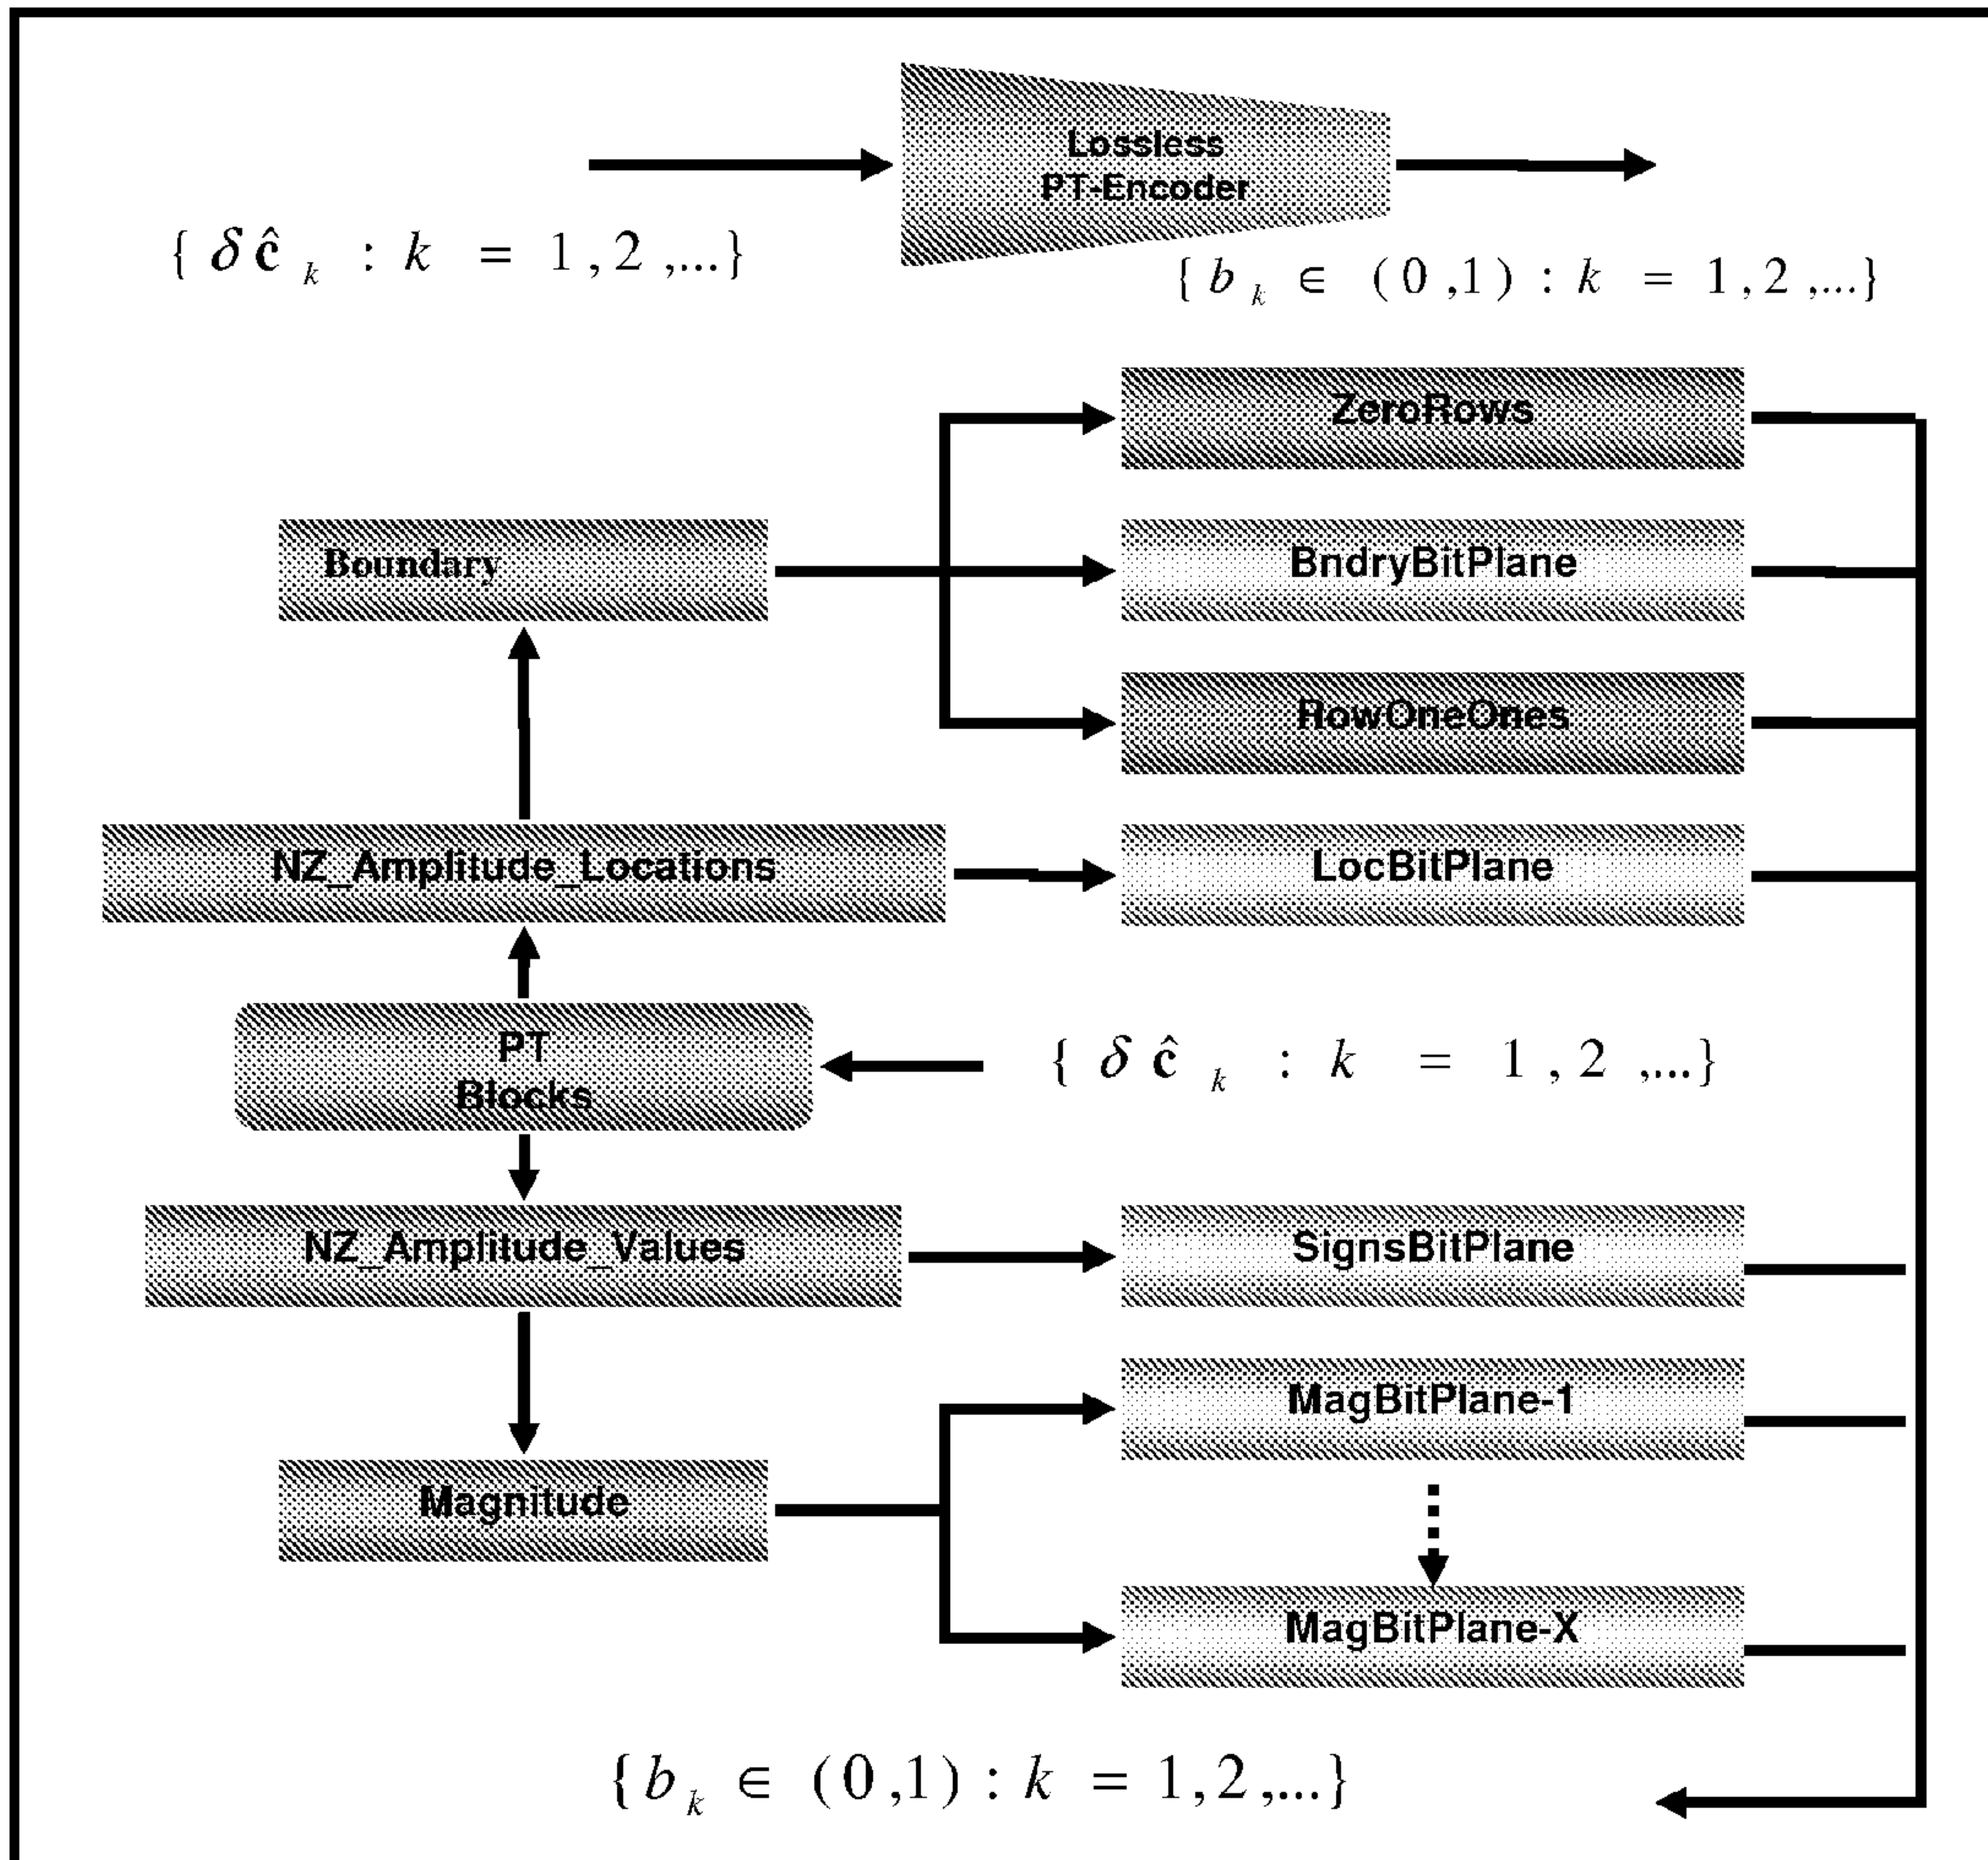 Lossless
PT-Encoder
{ δ ĉ k : k = 1 , 2 ,...}
{ b k ∈ ( 0 ,1 ) : k = 1 , 2 ,...}
ZeroRows
Boundary
BndryBitPlane
RowOneOnes
NZ_Amplitude_Locations
LocBitPlane
PT
Blocks
{ δ ĉ k : k = 1 , 2 ,...}
NZ_Amplitude_Values
SignsBitPlane
MagBitPlane-1
Magnitude
MagBitPlane-X
{ b k ∈ ( 0 ,1 ) : k = 1, 2 ,...}